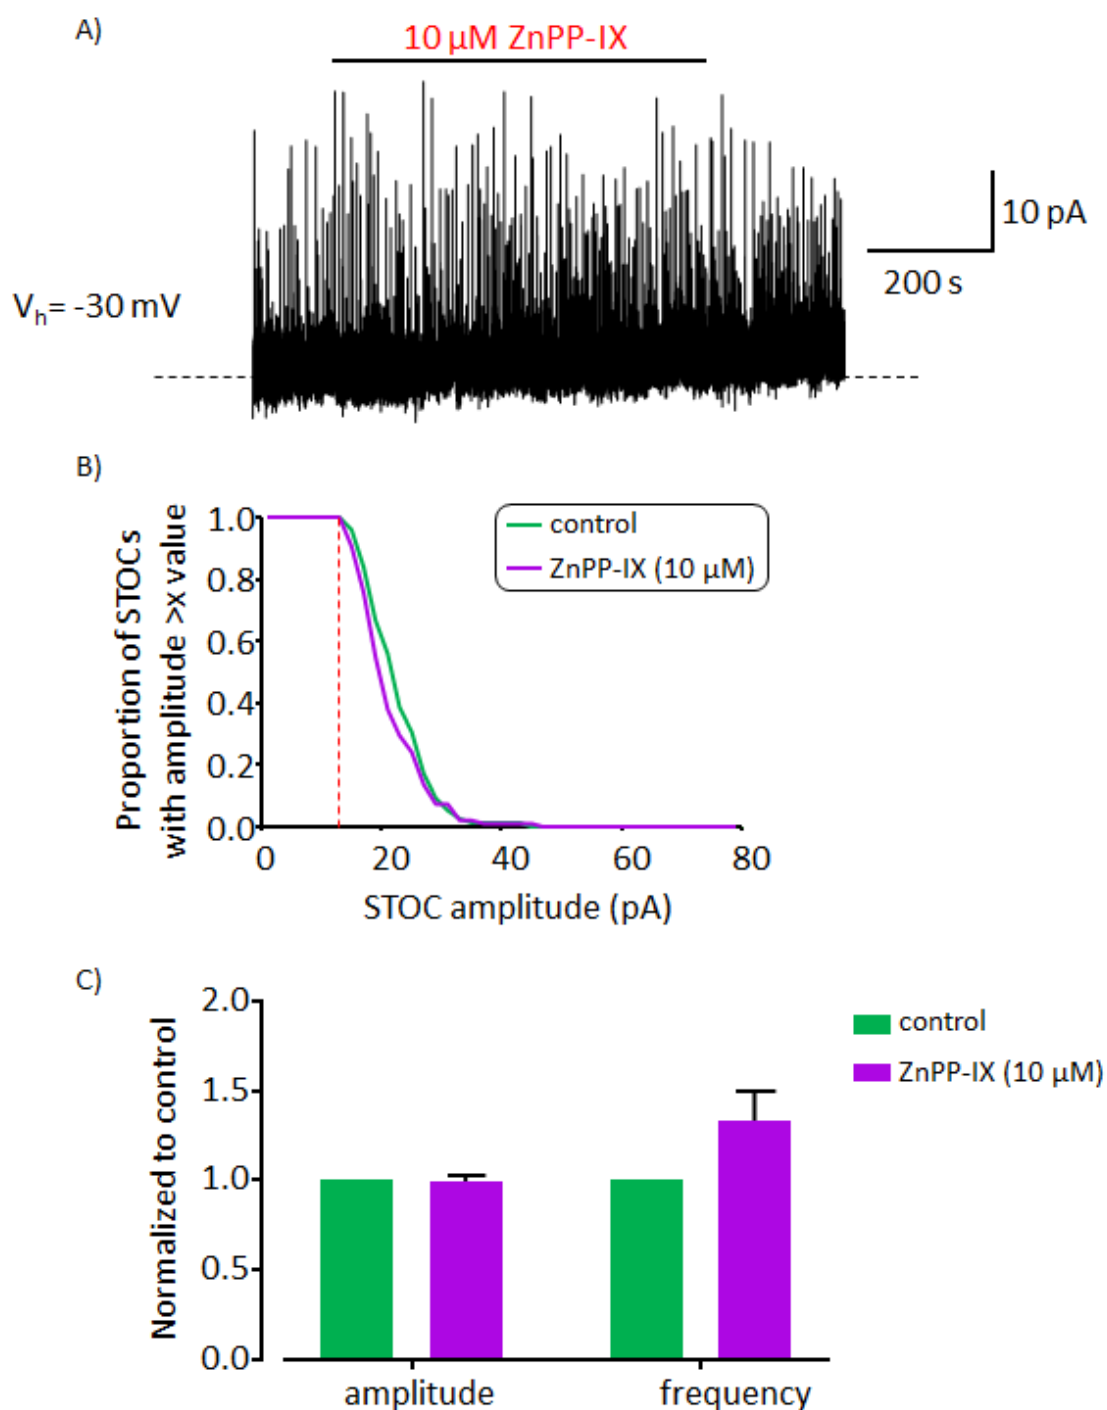 A)
10 µM ZnPP-IX
10 pA
200 s
Vh= -30 mV
B)
Proportion of STOCs
with amplitude >x value
1.0
0.8
0.6
0.4
0.2
0.0
control
ZnPP-IX (10 µM)
0 20 40 60 80
STOC amplitude (pA)
C)
Normalized to control
2.0
1.5
1.0
0.5
0.0
control
ZnPP-IX (10 µM)
amplitude frequency